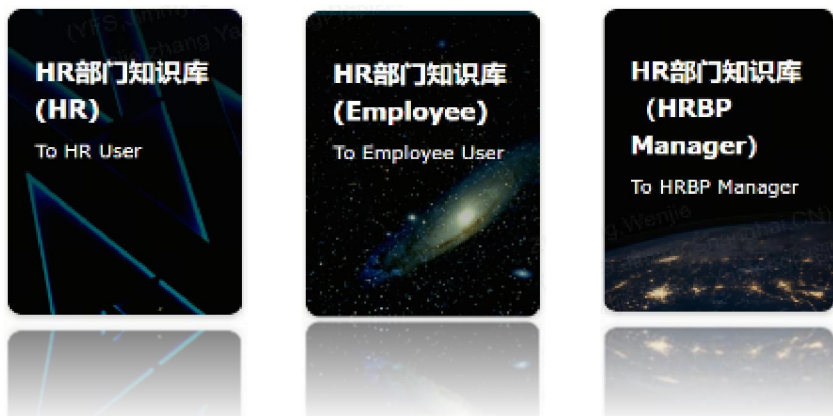 HR部门知识库
(HR)
To HR User
HR部门知识库
(Employee)
To Employee User
HR部门知识库
（HRBP
Manager)
To HRBP Manager